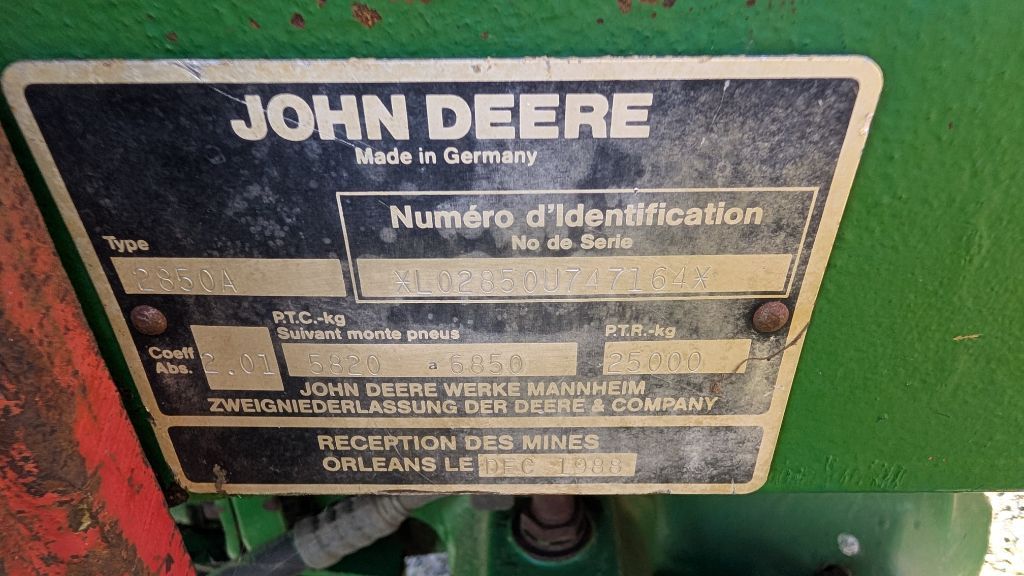 JOHN DEERE
Made in Germany
Numéro d'Identification
No de Serie
Type
2850A
*L02850U747164*
P.T.C.-kg
Suivant monte pneus
P.T.R.-kg
Coeff
Abs.
2.01
5820 a 6850
25000
JOHN DEERE WERKE MANNHEIM
ZWEIGNIEDERLASSUNG DER DEERE & COMPANY
RECEPTION DES MINES
ORLEANS LE DEC 1988